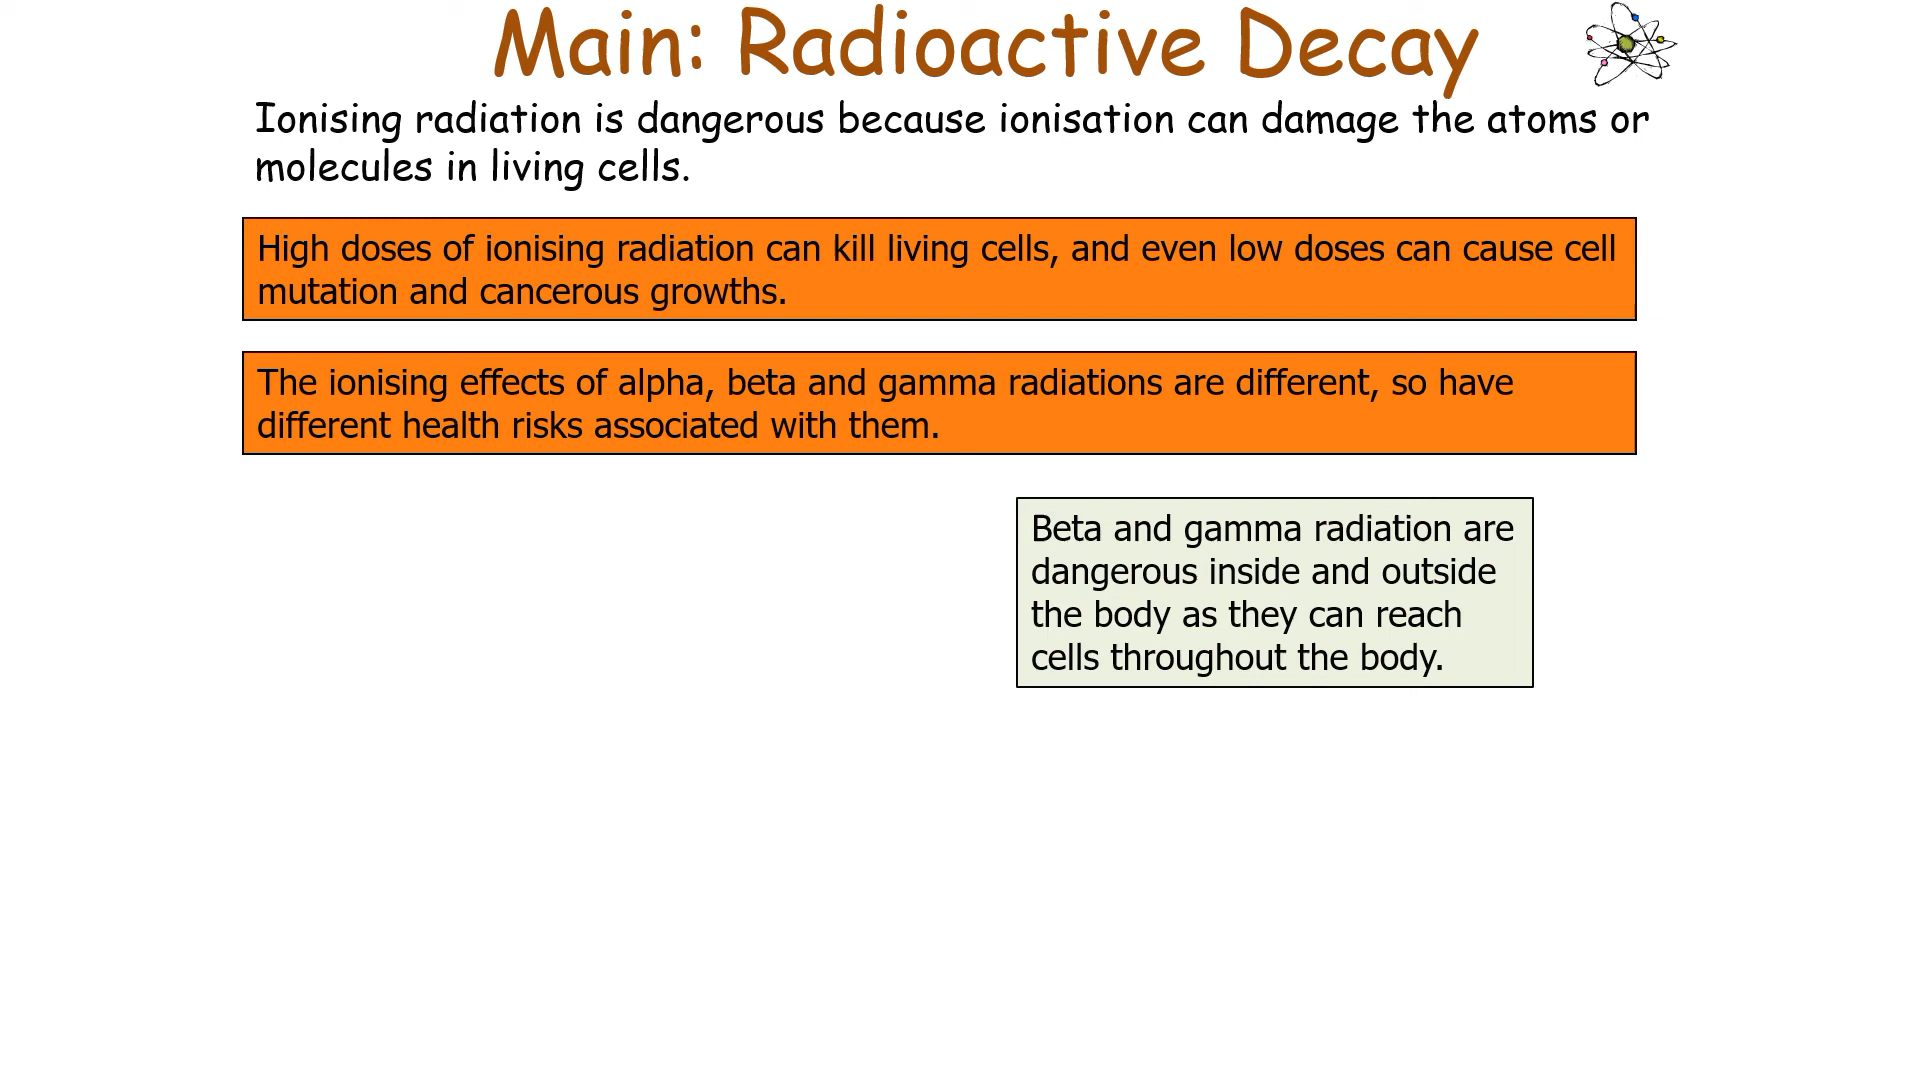 Main: Radioactive Decay
Ionising radiation is dangerous because ionisation can damage the atoms or
molecules in living cells.
High doses of ionising radiation can kill living cells, and even low doses can cause cell
mutation and cancerous growths.
The ionising effects of alpha, beta and gamma radiations are different, so have
different health risks associated with them.
Beta and gamma radiation are
dangerous inside and outside
the body as they can reach
cells throughout the body.